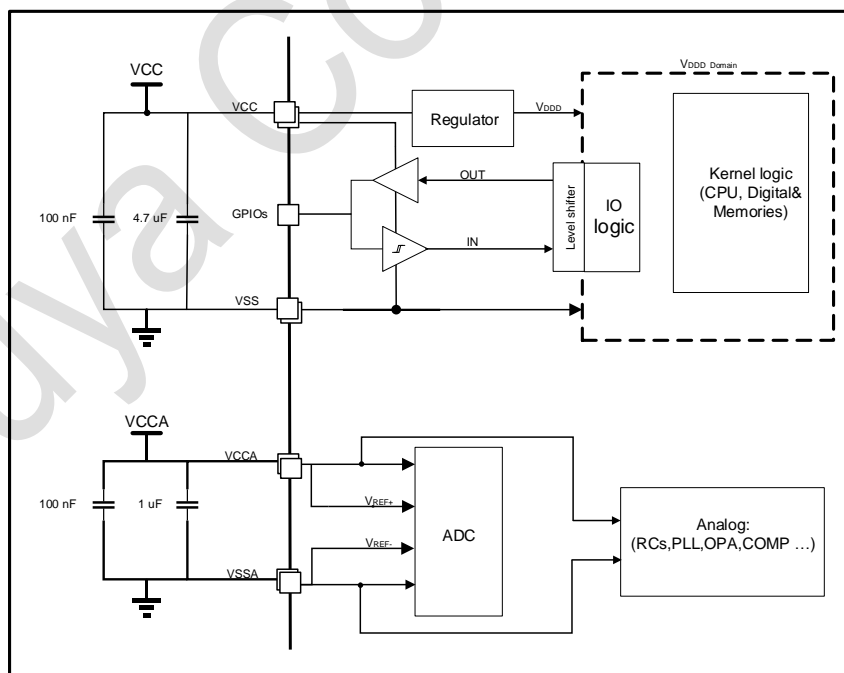 VDDD Domain
VCC
VCC
Regulator
VDDD
Kernel logic
(CPU, Digital&
Memories)
OUT
Level shifter
IO
logic
100 nF
4.7 uF
GPIOs
IN
VSS
VCCA
VCCA
100 nF
1 uF
VREF+
ADC
VREF-
Analog:
(RCs,PLL,OPA,COMP …)
VSSA